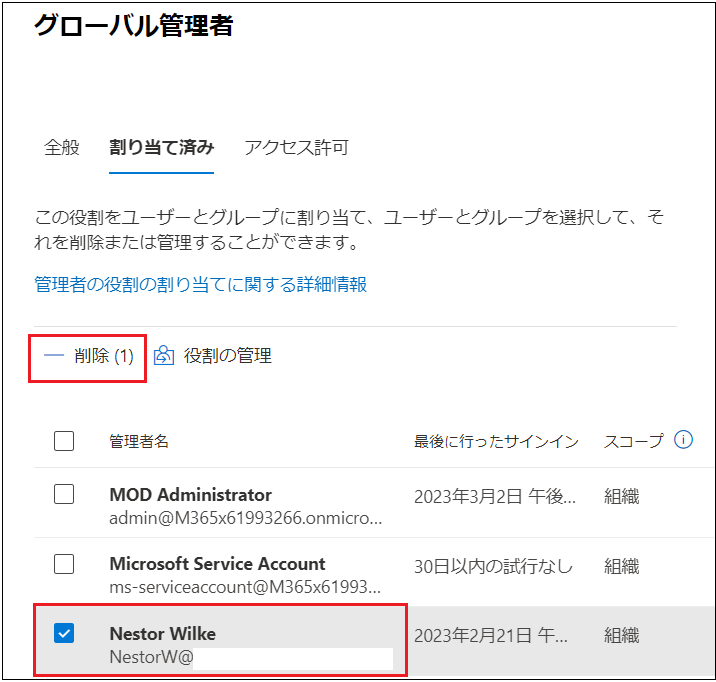 グローバル管理者
全般 割り当て済み アクセス許可
この役割をユーザーとグループに割り当て、ユーザーとグループを選択して、そ
れを削除または管理することができます。
管理者の役割の割り当てに関する詳細情報
削除 (1) 役割の管理
管理者名 最後に行ったサインイン スコープ
MOD Administrator 2023年3月2日 午後... 組織
admin@M365x61993266.onmicro...
Microsoft Service Account 30日以内の試行なし 組織
ms-serviceaccount@M365x61993...
Nestor Wilke 2023年2月21日 午... 組織
NestorW@